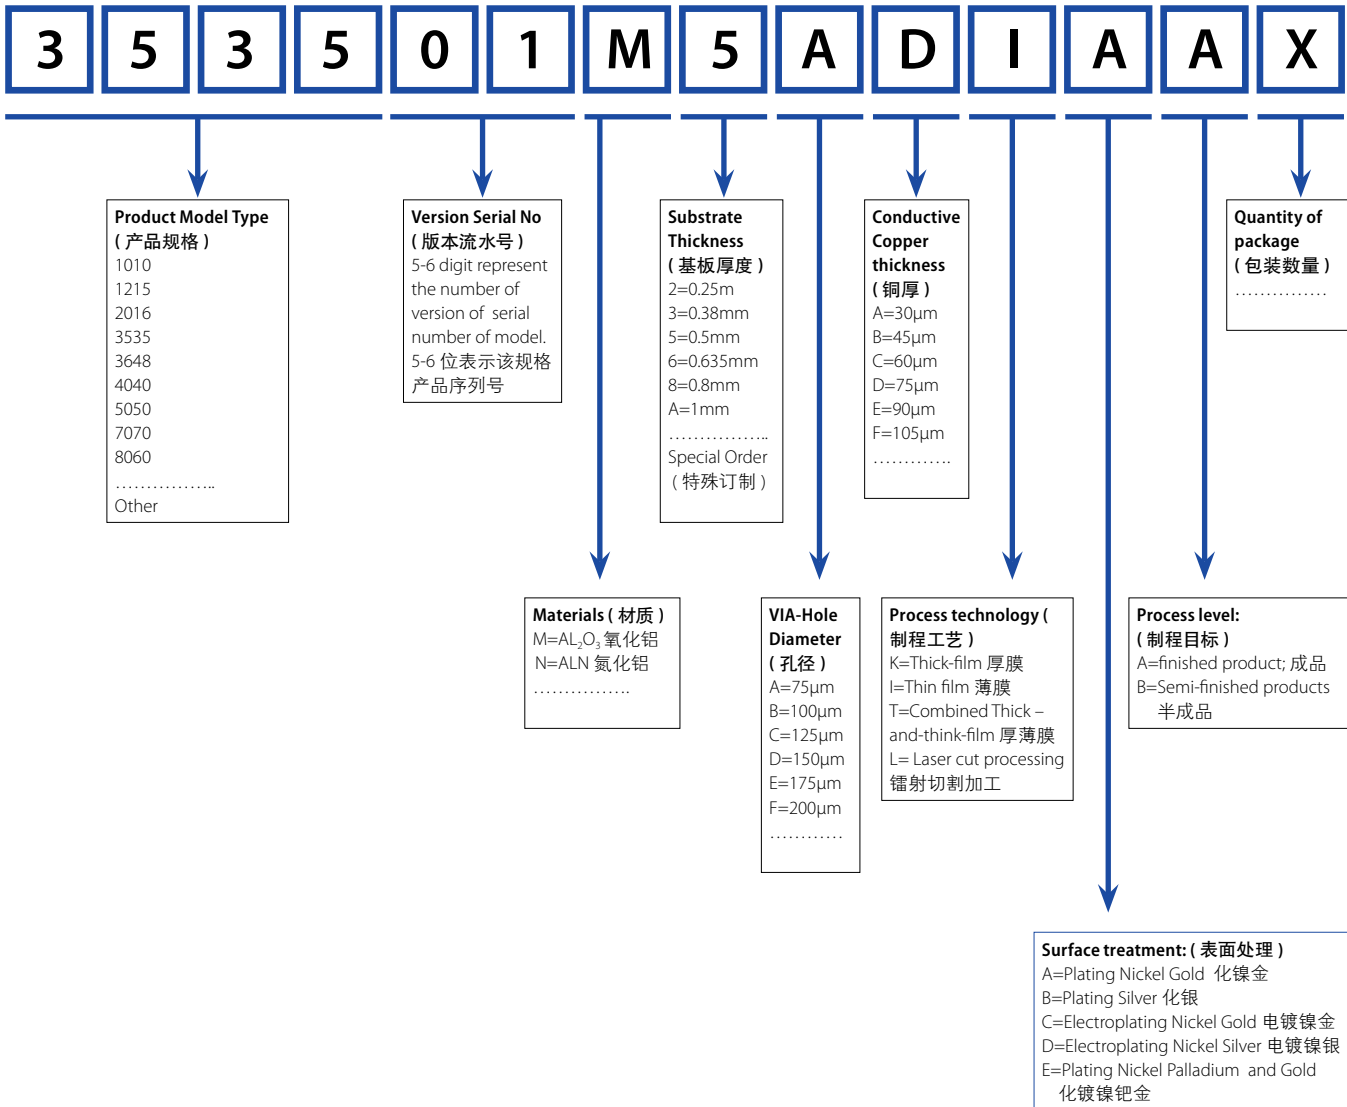 3 5 3 5 0 1 M 5 A D I A A X
Product Model Type
( 产品规格 )
1010
1215
2016
3535
3648
4040
5050
7070
8060
……………..
Other
Version Serial No
( 版本流水号 )
5-6 digit represent
the number of
version of serial
number of model.
5-6 位表示该规格
产品序列号
Substrate
Thickness
( 基板厚度 )
2=0.25m
3=0.38mm
5=0.5mm
6=0.635mm
8=0.8mm
A=1mm
……………..
Special Order
( 特殊订制 )
Conductive
Copper
thickness
( 铜厚 )
A=30μm
B=45μm
C=60μm
D=75μm
E=90μm
F=105μm
………….
Quantity of
package
( 包装数量 )
……………
Materials ( 材质 )
M=AL₂O₃ 氧化铝
N=ALN 氮化铝
…………….
VIA-Hole
Diameter
( 孔径 )
A=75μm
B=100μm
C=125μm
D=150μm
E=175μm
F=200μm
…………
Process technology (
制程工艺 )
K=Thick-film 厚膜
I=Thin film 薄膜
T=Combined Thick –
and-think-film 厚薄膜
L= Laser cut processing
镭射切割加工
Process level:
( 制程目标 )
A=finished product; 成品
B=Semi-finished products
半成品
Surface treatment: ( 表面处理 )
A=Plating Nickel Gold 化镍金
B=Plating Silver 化银
C=Electroplating Nickel Gold 电镀镍金
D=Electroplating Nickel Silver 电镀镍银
E=Plating Nickel Palladium and Gold
化镀镍钯金